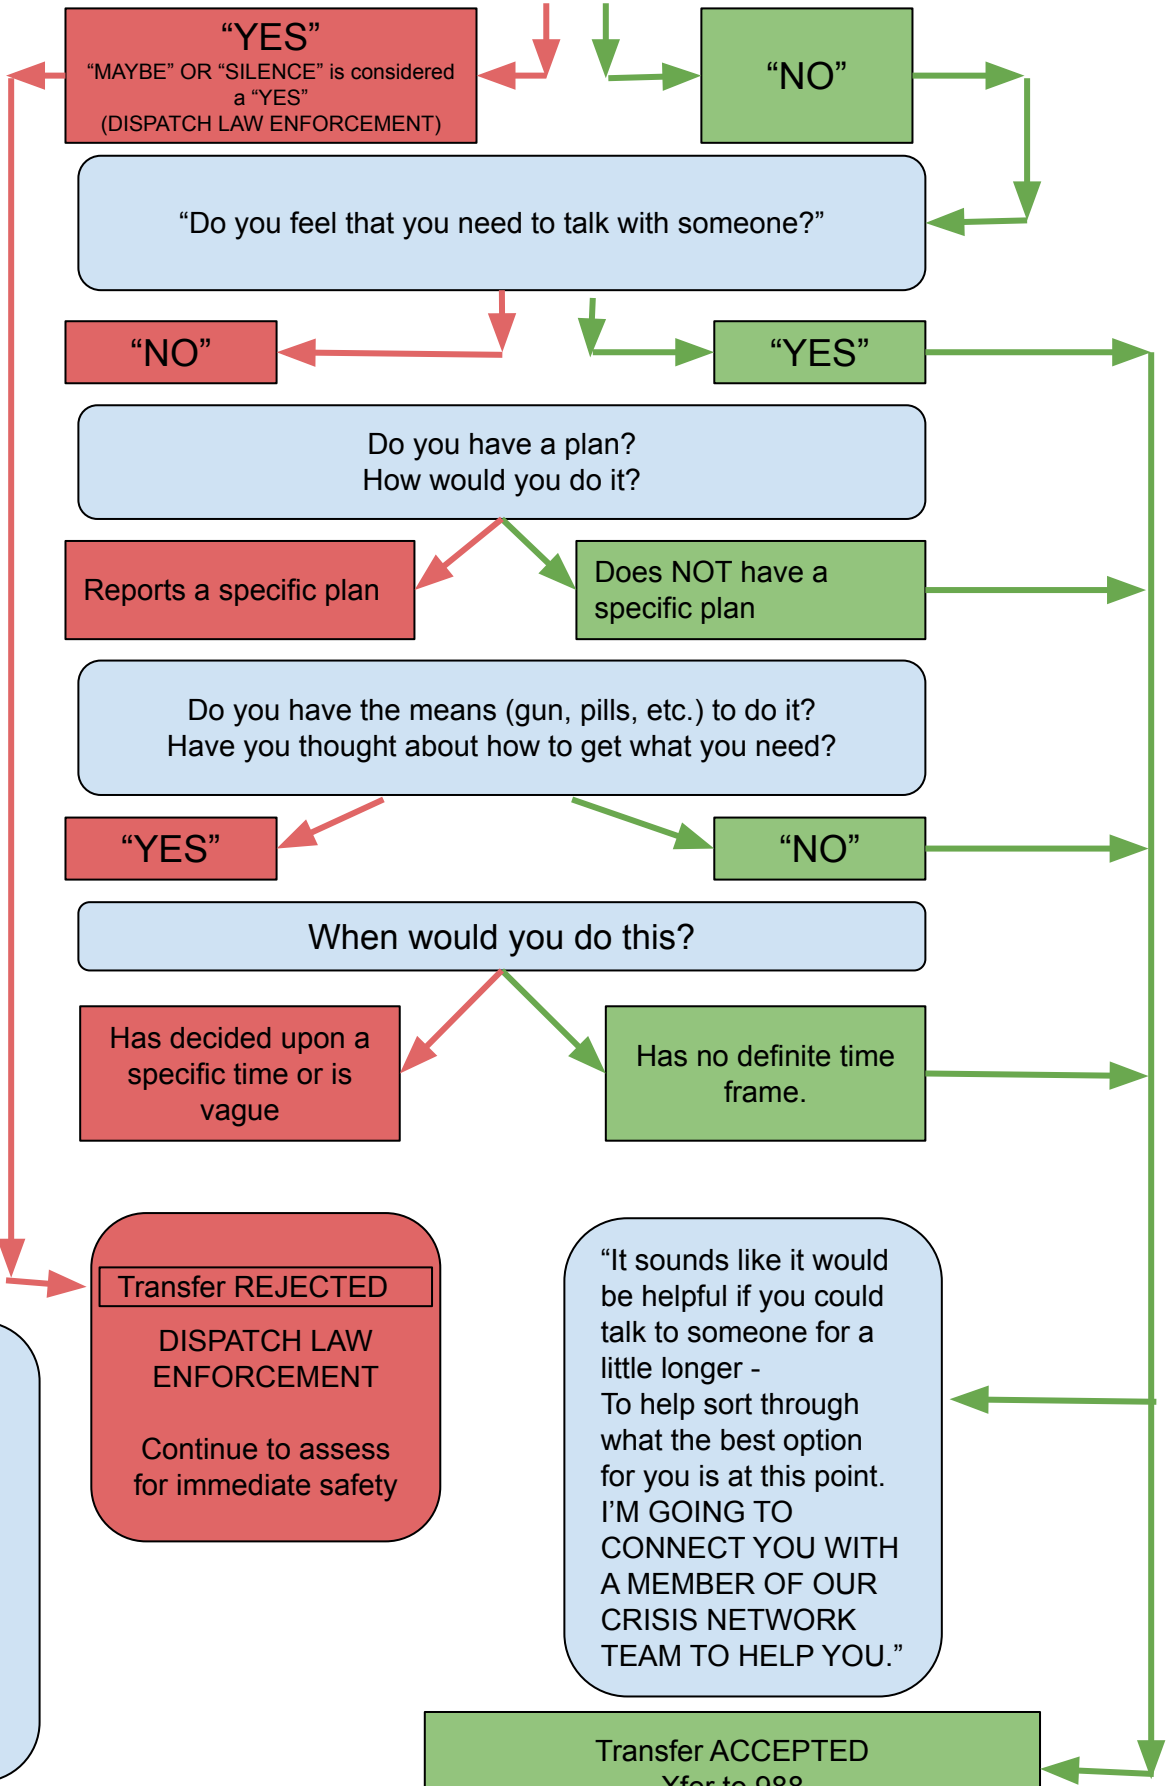 “YES”
“MAYBE” OR “SILENCE” is considered
a “YES”
(DISPATCH LAW ENFORCEMENT)
“NO”
“Do you feel that you need to talk with someone?”
“NO”
“YES”
Do you have a plan?
How would you do it?
Reports a specific plan
Does NOT have a
specific plan
Do you have the means (gun, pills, etc.) to do it?
Have you thought about how to get what you need?
“YES”
“NO”
When would you do this?
Has decided upon a
specific time or is
vague
Has no definite time
frame.
Transfer REJECTED
DISPATCH LAW
ENFORCEMENT
Continue to assess
for immediate safety
“It sounds like it would
be helpful if you could
talk to someone for a
little longer -
To help sort through
what the best option
for you is at this point.
I’M GOING TO
CONNECT YOU WITH
A MEMBER OF OUR
CRISIS NETWORK
TEAM TO HELP YOU.”
Transfer ACCEPTED
Xfer to 988